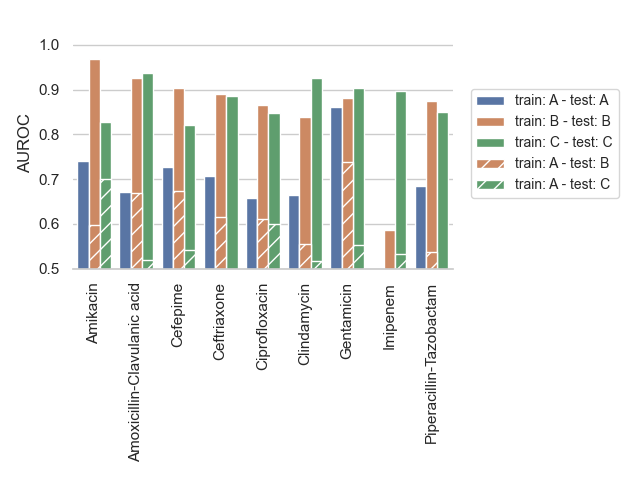 1.0
0.9
0.8
0.7
0.6
0.5
AUROC
Amikacin
Amoxicillin-Clavulanic acid
Cefepime
Ceftriaxone
Ciprofloxacin
Clindamycin
Gentamicin
Imipenem
Piperacillin-Tazobactam
train: A - test: A
train: B - test: B
train: C - test: C
train: A - test: B
train: A - test: C